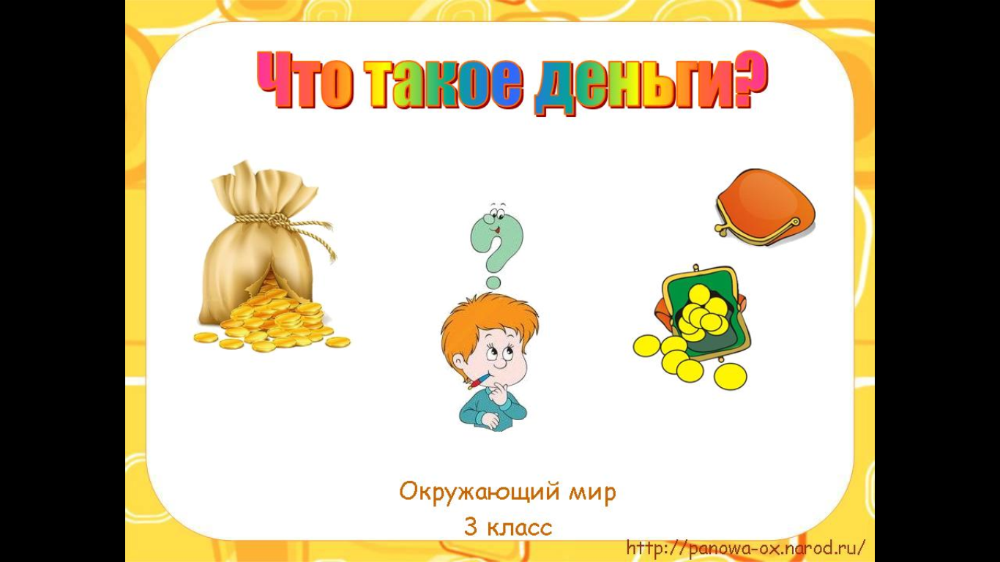 Что такое деньги?
Окружающий мир
3 класс
http://panowa-ox.narod.ru/